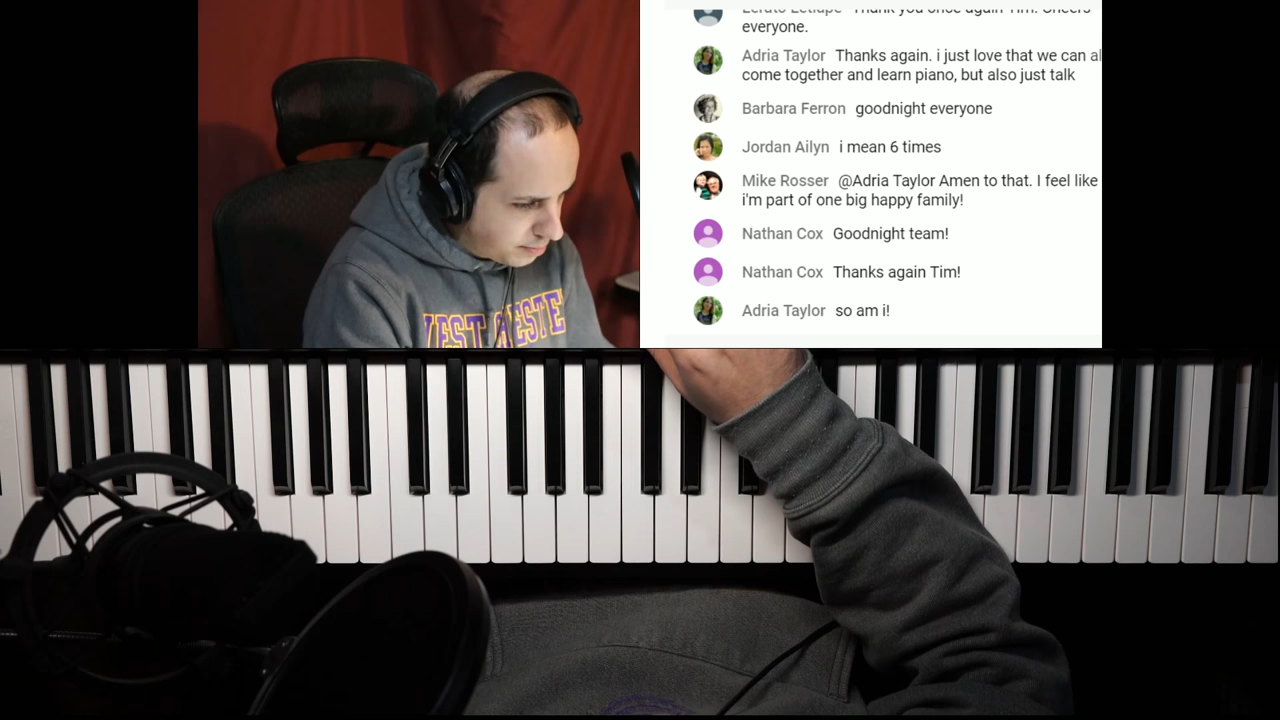 everyone.
Adria Taylor Thanks again. i just love that we can al
come together and learn piano, but also just talk
Barbara Ferron goodnight everyone
Jordan Ailyn i mean 6 times
Mike Rosser @Adria Taylor Amen to that. I feel like
i'm part of one big happy family!
Nathan Cox Goodnight team!
Nathan Cox Thanks again Tim!
Adria Taylor so am i!